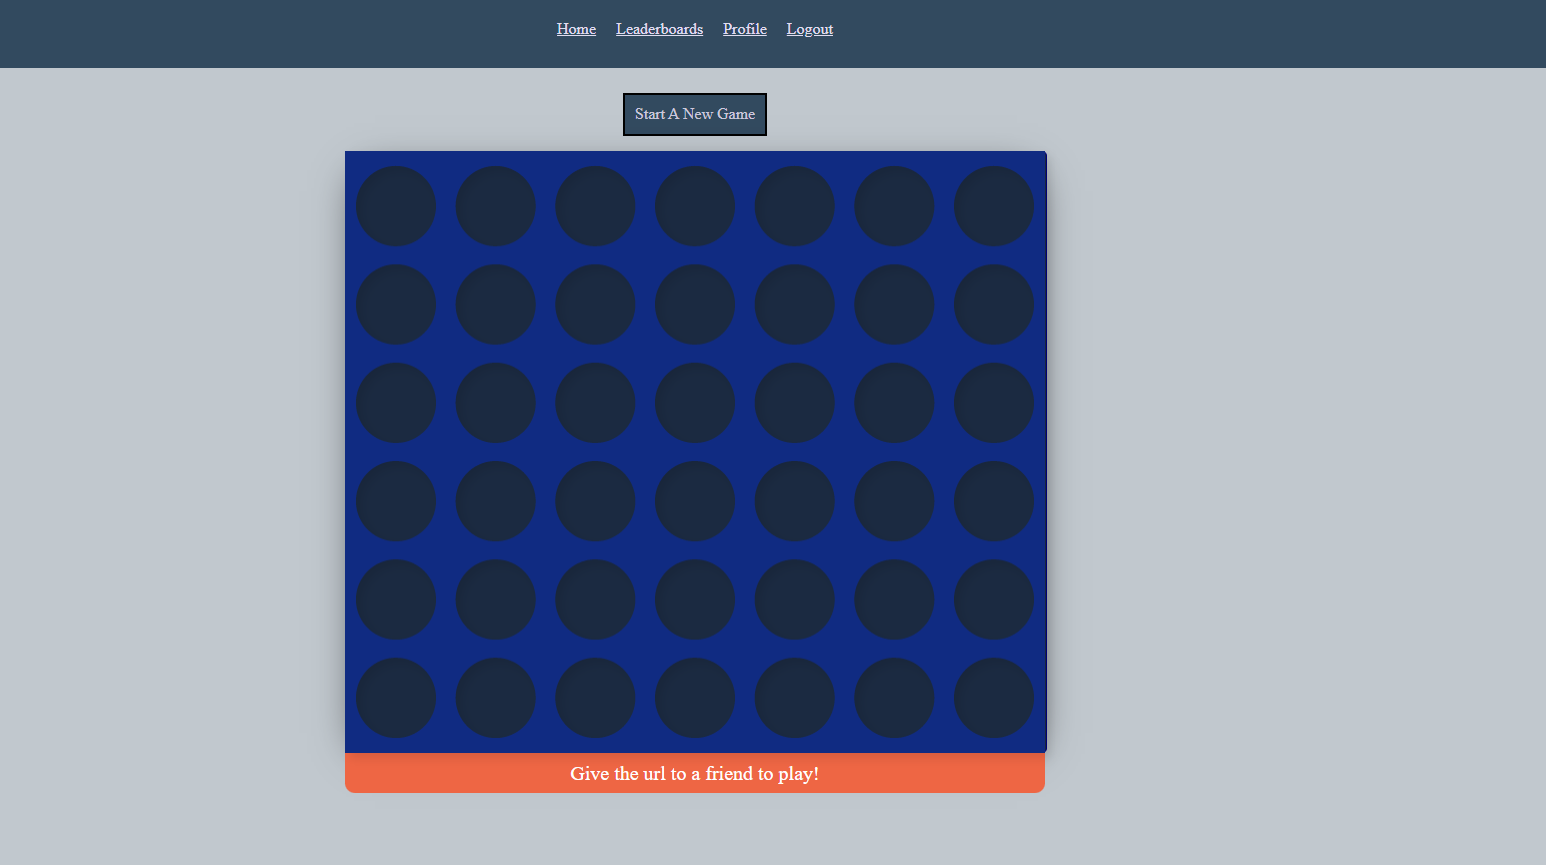 Home Leaderboards Profile Logout
Start A New Game
Give the url to a friend to play!